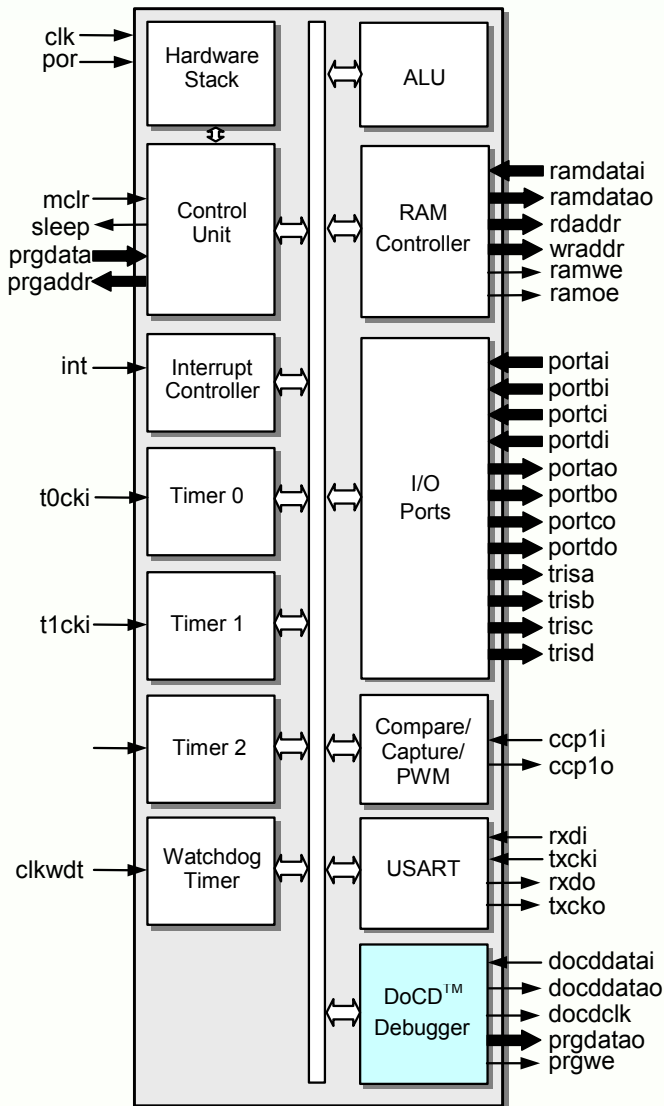 clk
por
Hardware
Stack
ALU
mclr
sleep
prgdata
prgaddr
Control
Unit
RAM
Controller
ramdatai
ramdatao
rdaddr
wraddr
ramwe
ramoe
int
Interrupt
Controller
I/O
Ports
portai
portbi
portci
portdi
portao
portbo
portco
portdo
trisa
trisb
trisc
trisd
t0cki
Timer 0
t1cki
Timer 1
Timer 2
Compare/
Capture/
PWM
ccp1i
ccp1o
clkwdt
Watchdog
Timer
USART
rxdi
txcki
rxdo
txcko
DoCD™
Debugger
docddatai
docddatao
docdclk
prgdatao
prgwe